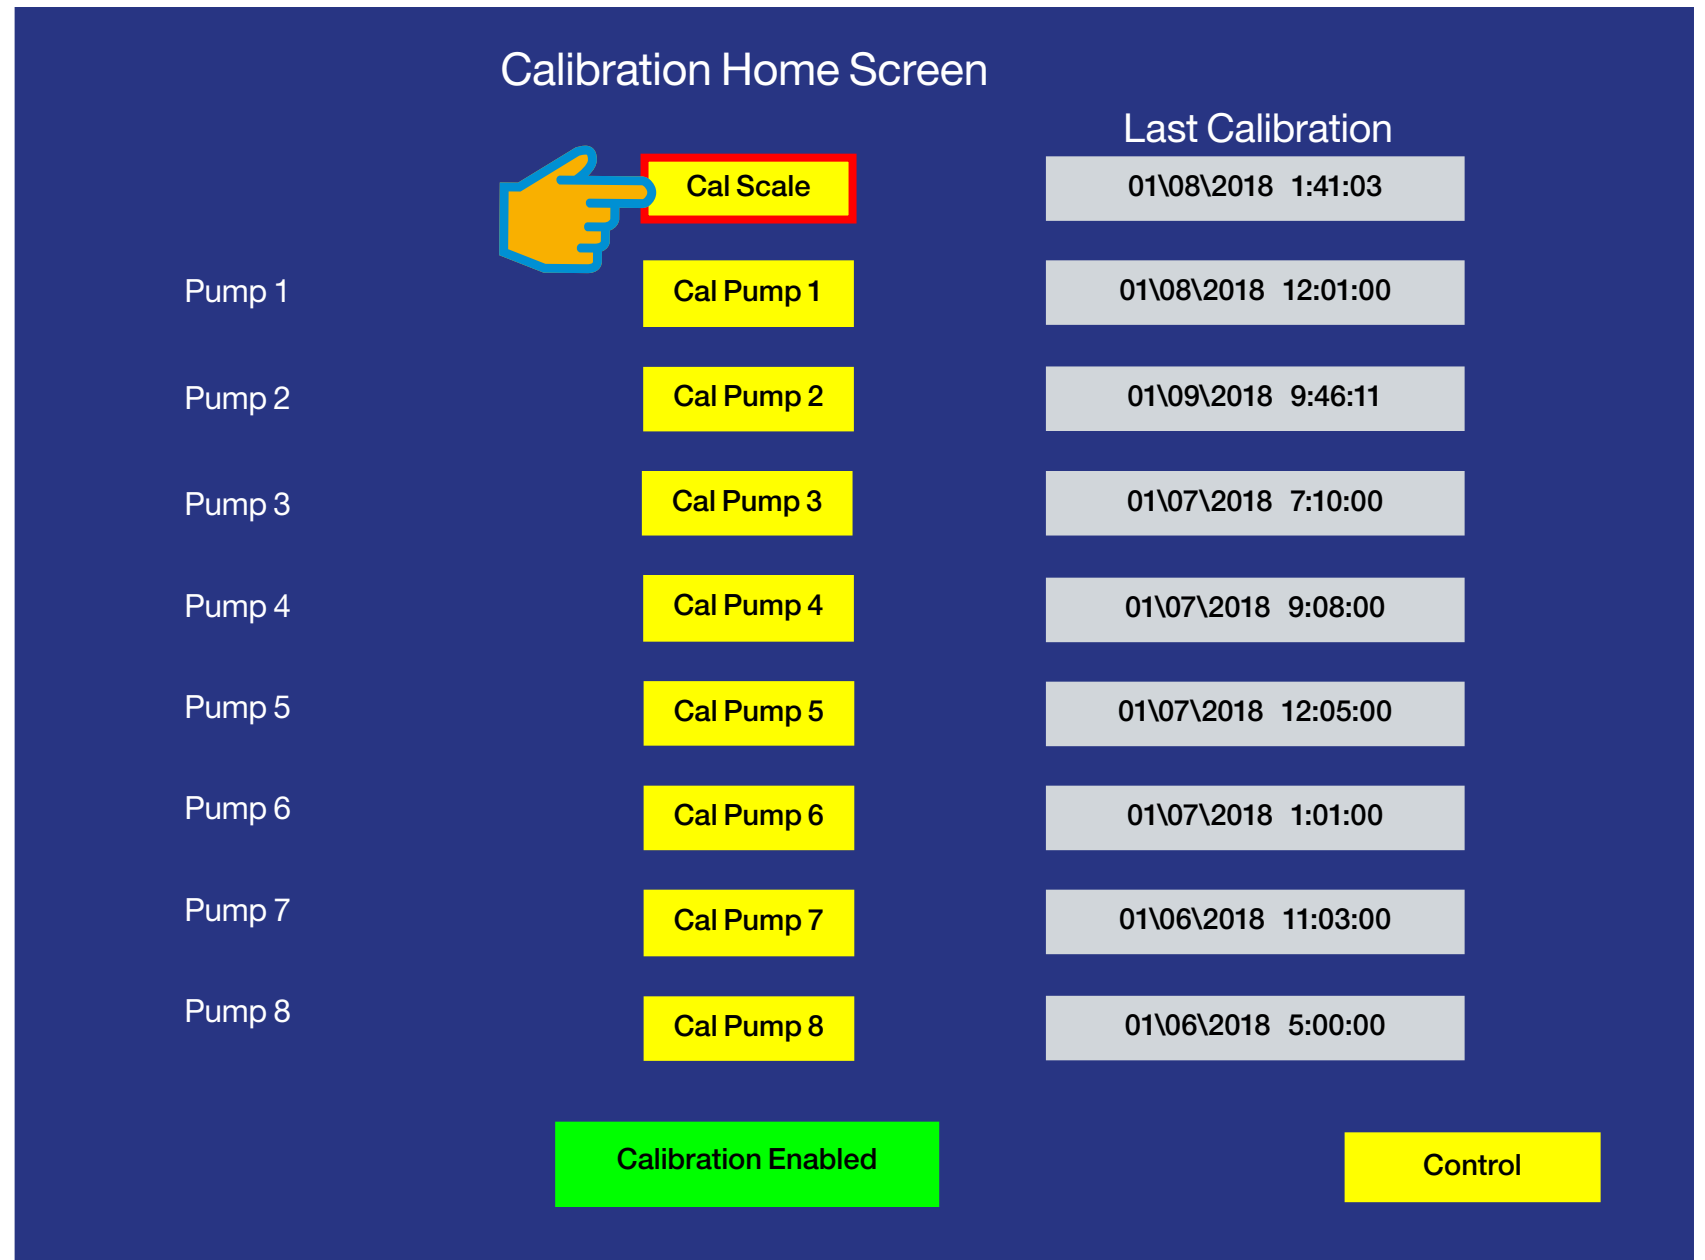 Calibration Home Screen
Last Calibration
Cal Scale 01\08\2018 1:41:03
Pump 1 Cal Pump 1 01\08\2018 12:01:00
Pump 2 Cal Pump 2 01\09\2018 9:46:11
Pump 3 Cal Pump 3 01\07\2018 7:10:00
Pump 4 Cal Pump 4 01\07\2018 9:08:00
Pump 5 Cal Pump 5 01\07\2018 12:05:00
Pump 6 Cal Pump 6 01\07\2018 1:01:00
Pump 7 Cal Pump 7 01\06\2018 11:03:00
Pump 8 Cal Pump 8 01\06\2018 5:00:00
Calibration Enabled Control